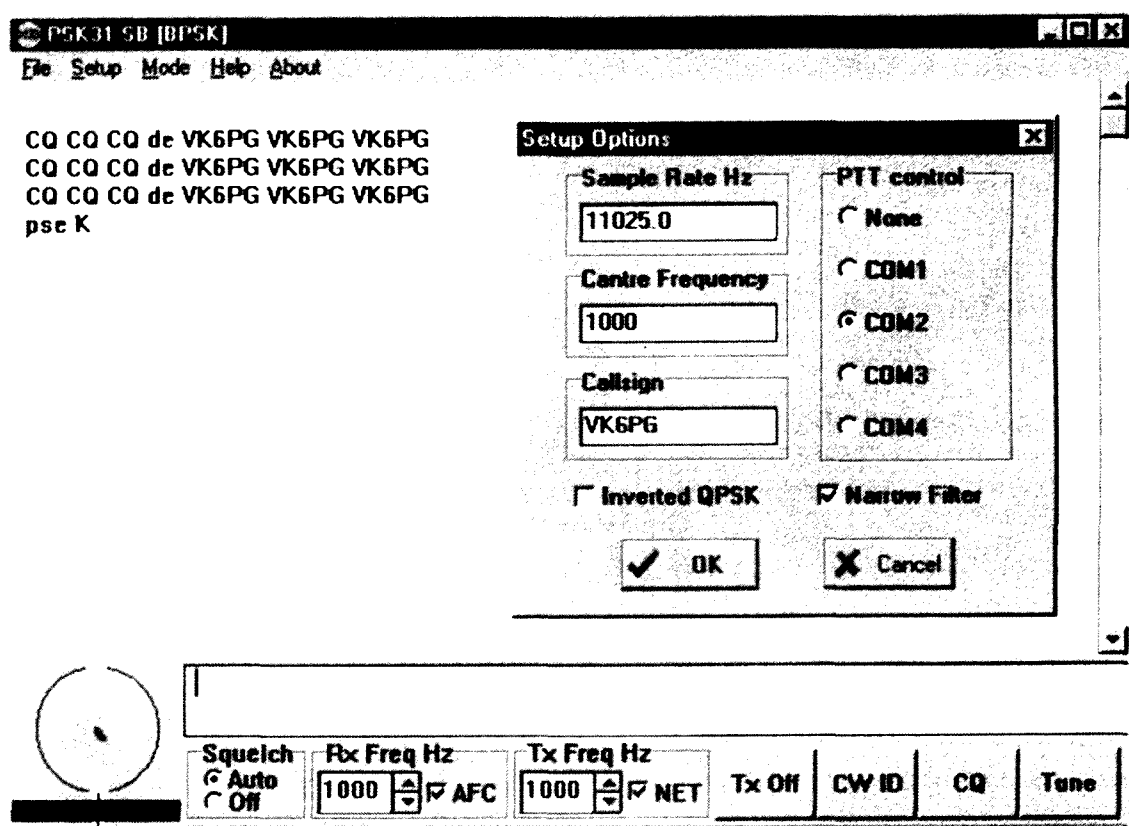 PSK31 SB [BPSK]
File Setup Mode Help About
CQ CQ CQ de VK6PG VK6PG VK6PG
CQ CQ CQ de VK6PG VK6PG VK6PG
CQ CQ CQ de VK6PG VK6PG VK6PG
pse K
Setup Options
Sample Rate Hz
11025.0
Centre Frequency
1000
Callsign
VK6PG
PTT control
None
COM1
COM2
COM3
COM4
Inverted QPSK
Narrow Filter
OK
Cancel
Squelch
Auto
Off
Rx Freq Hz
1000
AFC
Tx Freq Hz
1000
NET
Tx Off
CW ID
CQ
Tune